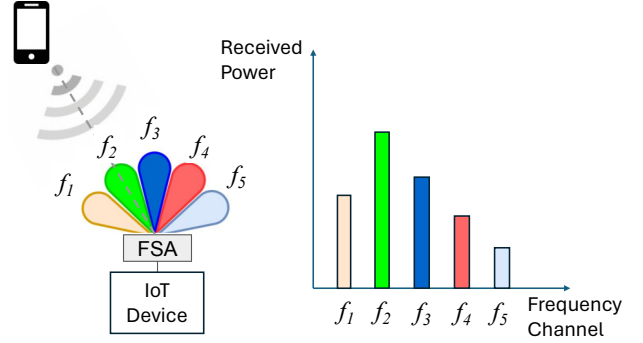 Received
Power
f3
f2
f4
f1
f5
FSA
IoT
Device
f1 f2 f3 f4 f5
Frequency
Channel